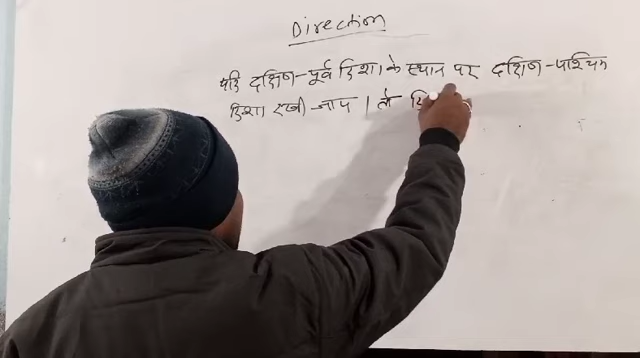 Direction
यदि दक्षिण-पूर्व दिशा के स्थान पर दक्षिण-पश्चिम
दिशा रखी जाय। तो